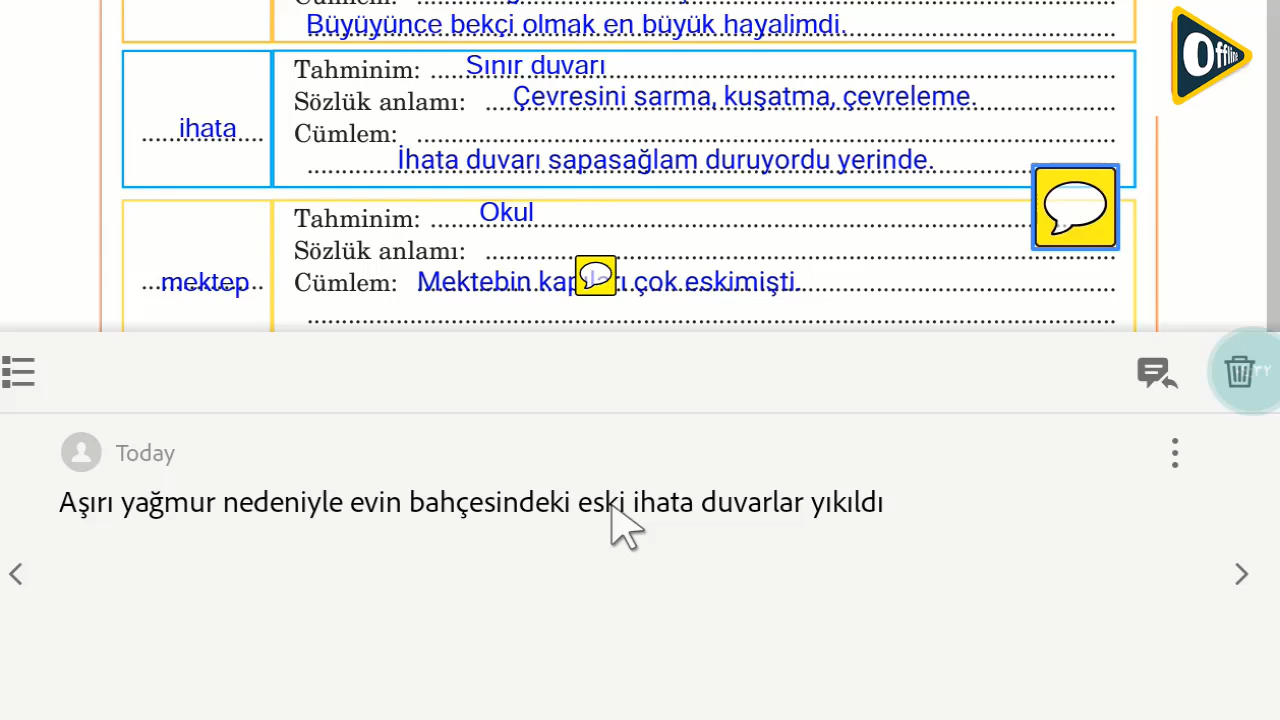 Büyüyünce bekçi olmak en büyük hayalimdi.
Offline
Tahminim: Sınır duvarı
Sözlük anlamı: Çevresini sarma, kuşatma, çevreleme.
ihata
Cümlem:
İhata duvarı sapasağlam duruyordu yerinde.
Tahminim: Okul
Sözlük anlamı:
mektep
Cümlem: Mektebin kapıları çok eskimişti.
Today
Aşırı yağmur nedeniyle evin bahçesindeki eski ihata duvarlar yıkıldı